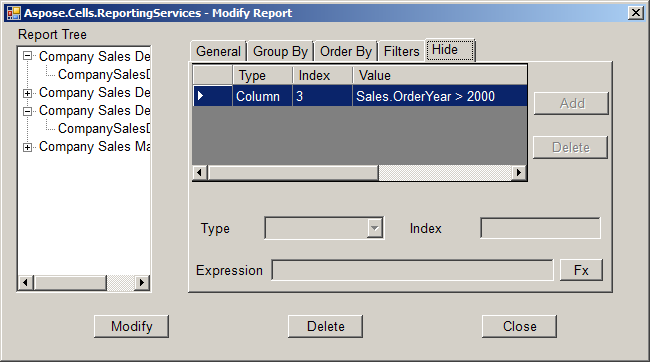 Aspose.Cells.ReportingServices - Modify Report
Report Tree
Company Sales De
CompanySalesD
Company Sales De
Company Sales De
CompanySalesD
Company Sales Ma
General Group By Order By Filters Hide
Type Index Value
Column 3 Sales.OrderYear > 2000
Add
Delete
Type Index
Expression Fx
Modify Delete Close